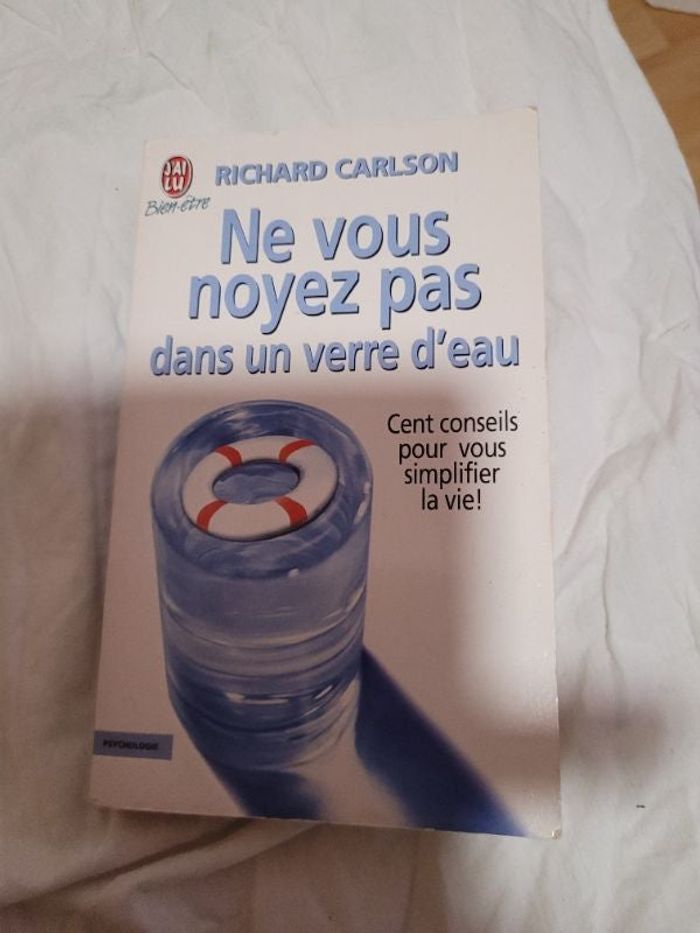 J'AI
LU
Bien-être
RICHARD CARLSON
Ne vous
noyez pas
dans un verre d'eau
Cent conseils
pour vous
simplifier
la vie!
PSYCHOLOGIE